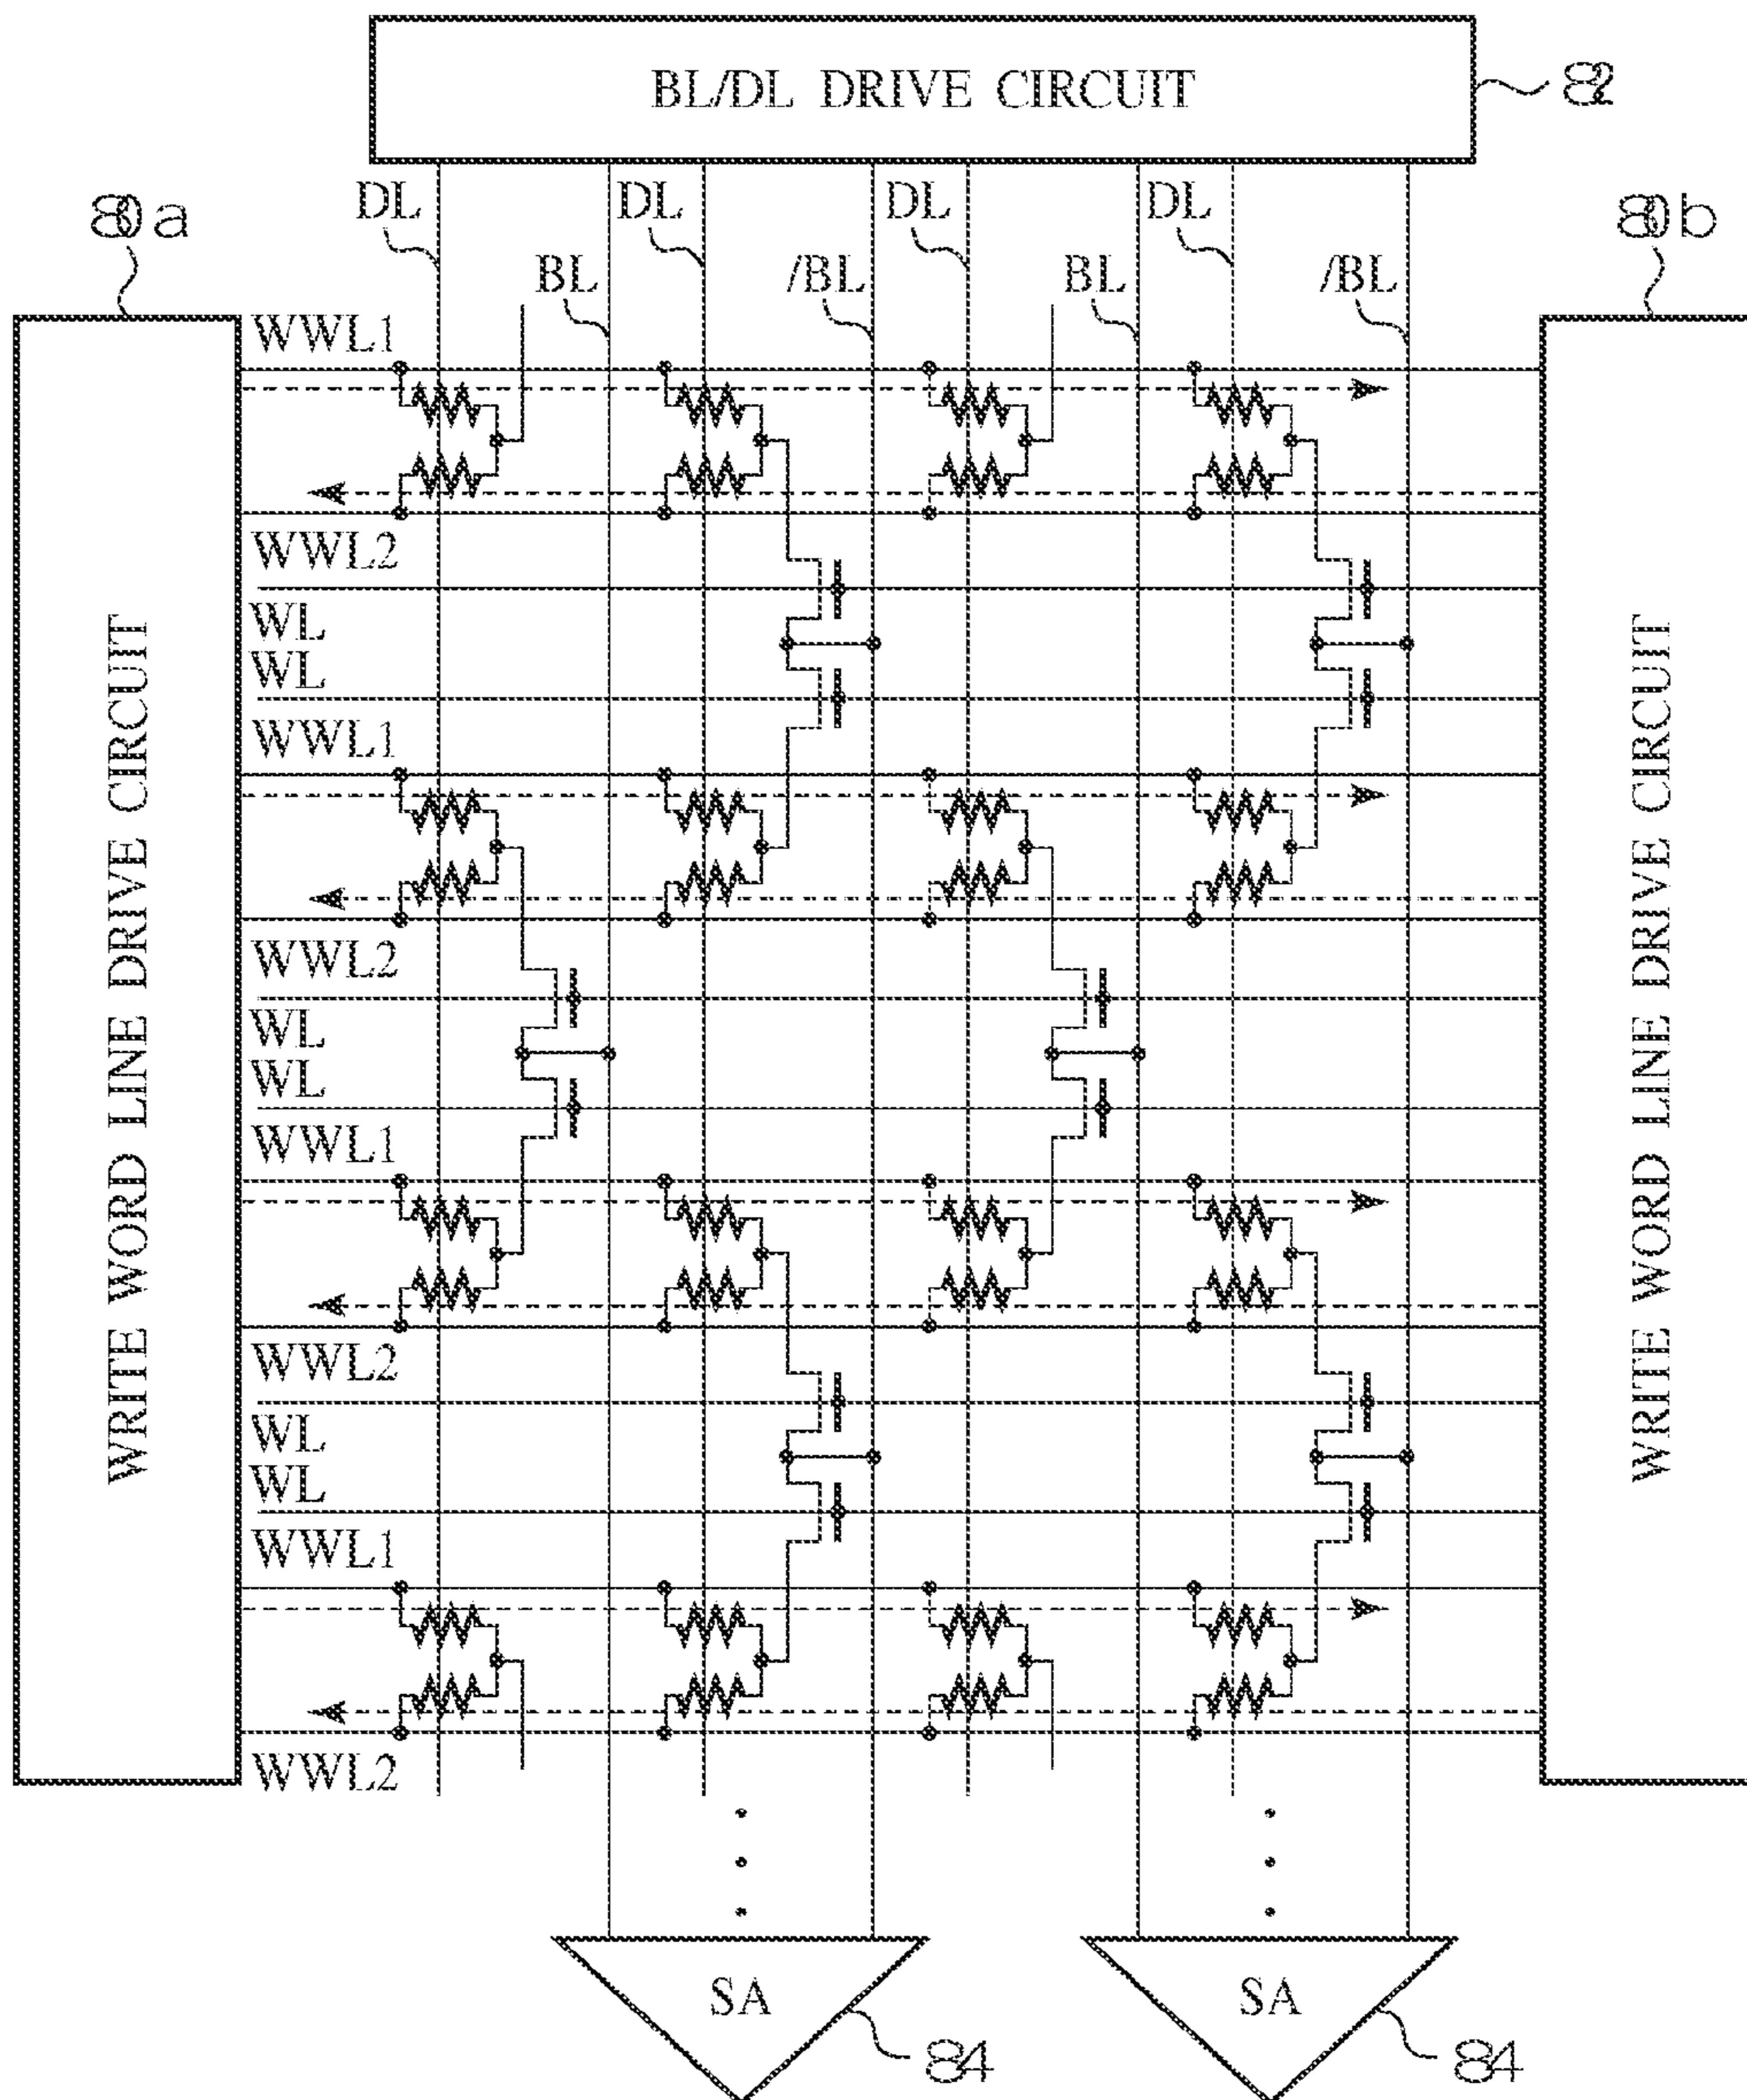 BL/DL DRIVE CIRCUIT
82
80a
DL
DL
DL
DL
80b
BL
/BL
BL
/BL
WRITE WORD LINE DRIVE CIRCUIT
WWL1
WWL2
WL
WL
WWL1
WWL2
WL
WL
WWL1
WWL2
WL
WL
WWL1
WWL2
WRITE WORD LINE DRIVE CIRCUIT
SA
SA
84
84